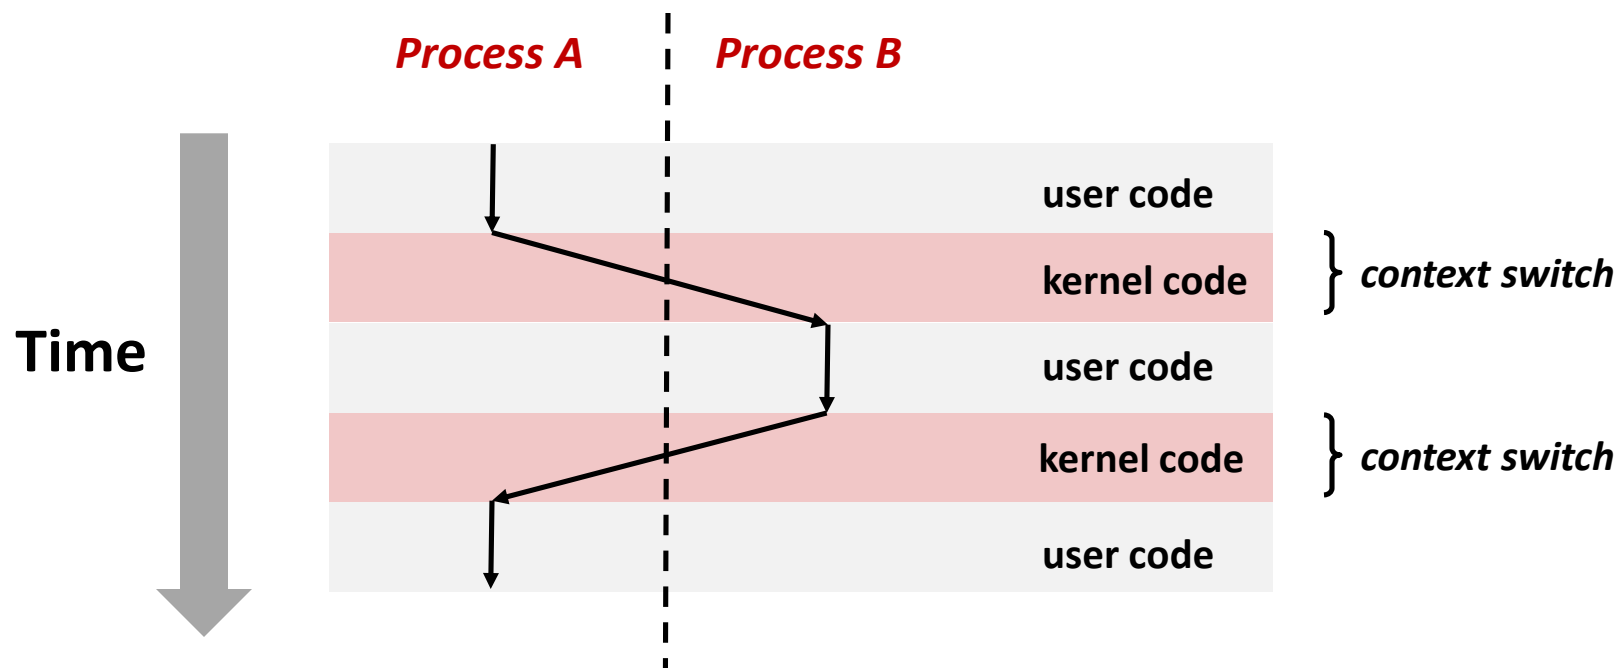 Process A
Process B
user code
kernel code
context switch
Time
user code
kernel code
context switch
user code